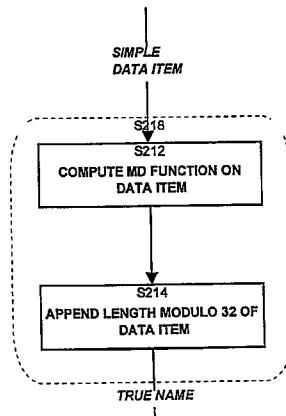 SIMPLE
DATA ITEM
S218
S212
COMPUTE MD FUNCTION ON
DATA ITEM
S214
APPEND LENGTH MODULO 32 OF
DATA ITEM
TRUE NAME